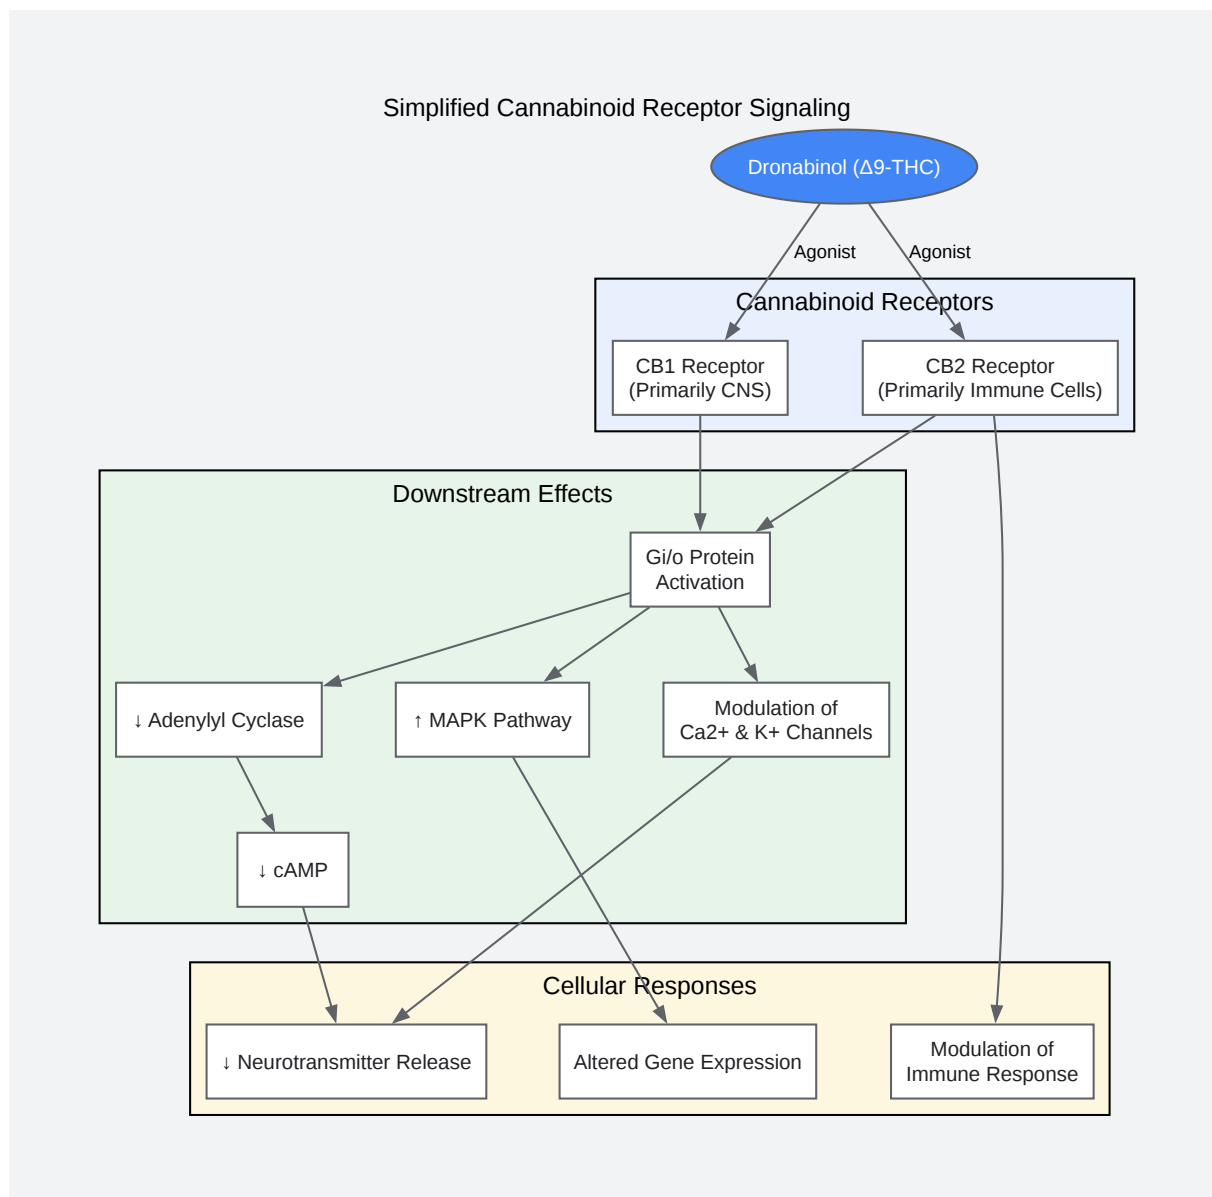 Simplified Cannabinoid Receptor Signaling
Dronabinol (Δ9-THC)
Agonist
Agonist
Cannabinoid Receptors
CB1 Receptor
(Primarily CNS)
CB2 Receptor
(Primarily Immune Cells)
Downstream Effects
Gi/o Protein
Activation
↓ Adenylyl Cyclase
↑ MAPK Pathway
Modulation of
Ca2+ & K+ Channels
↓ cAMP
Cellular Responses
↓ Neurotransmitter Release
Altered Gene Expression
Modulation of
Immune Response